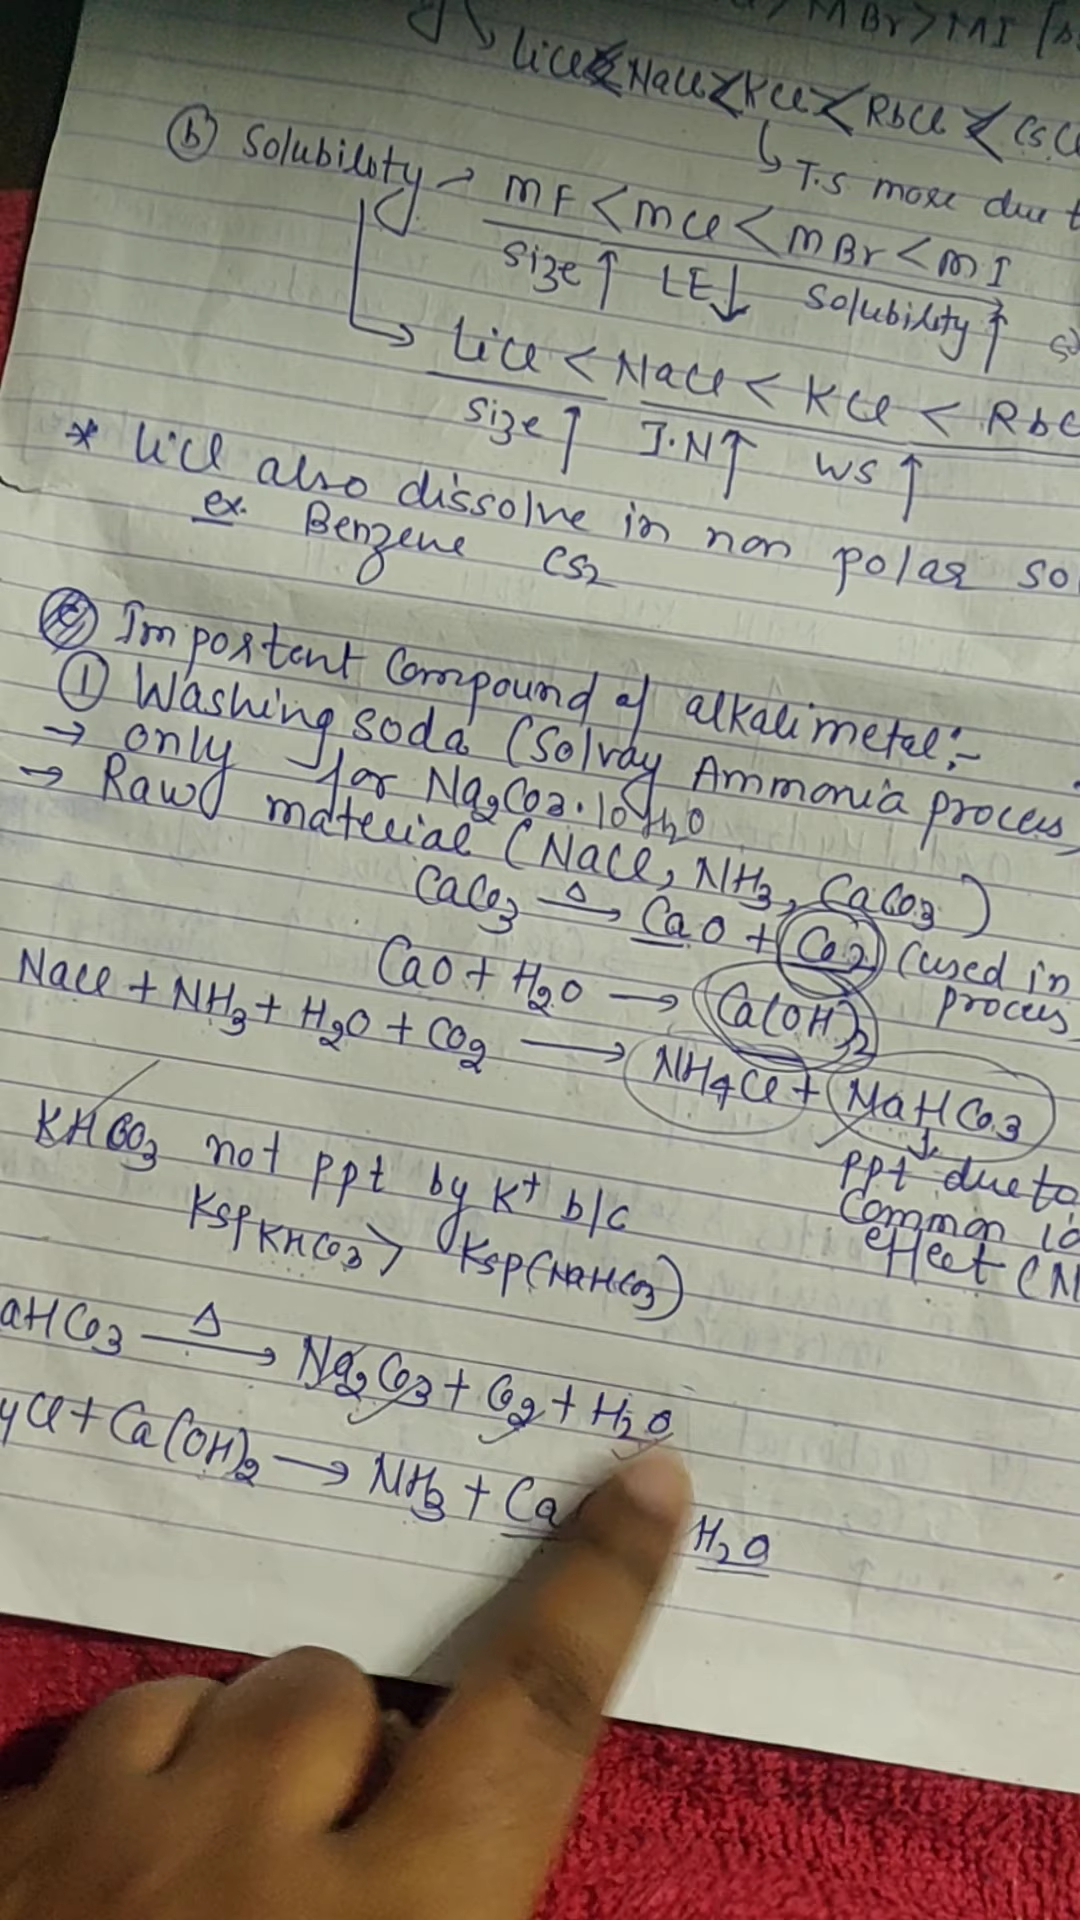 MBr > MI
LiCl < NaCl < KCl < RbCl < CsCl
↳ T.S more due t
(b) Solubility → MF < MCl < MBr < MI
Size ↑ LE ↓ Solubility ↑
↳ LiCl < NaCl < KCl < RbC
Size ↑ I.N ↑ WS ↑
* LiCl also dissolve in non polar so
ex. Benzene CS2
Important Compound of alkali metal :-
① Washing soda (Solvay Ammonia process)
→ only for Na2CO3.10H2O
→ Raw material (NaCl, NH3, CaCO3)
CaCO3 —Δ→ CaO + CO2 (used in
process
CaO + H2O → Ca(OH)2
NaCl + NH3 + H2O + CO2 → NH4Cl + NaHCO3
ppt due to
Common io
effect (N
KHCO3 not ppt by K+ b/c
Ksp KHCO3 > Ksp(NaHCO3)
aHCO3 —Δ→ Na2CO3 + CO2 + H2O
4Cl + Ca(OH)2 → NH3 + Ca H2O